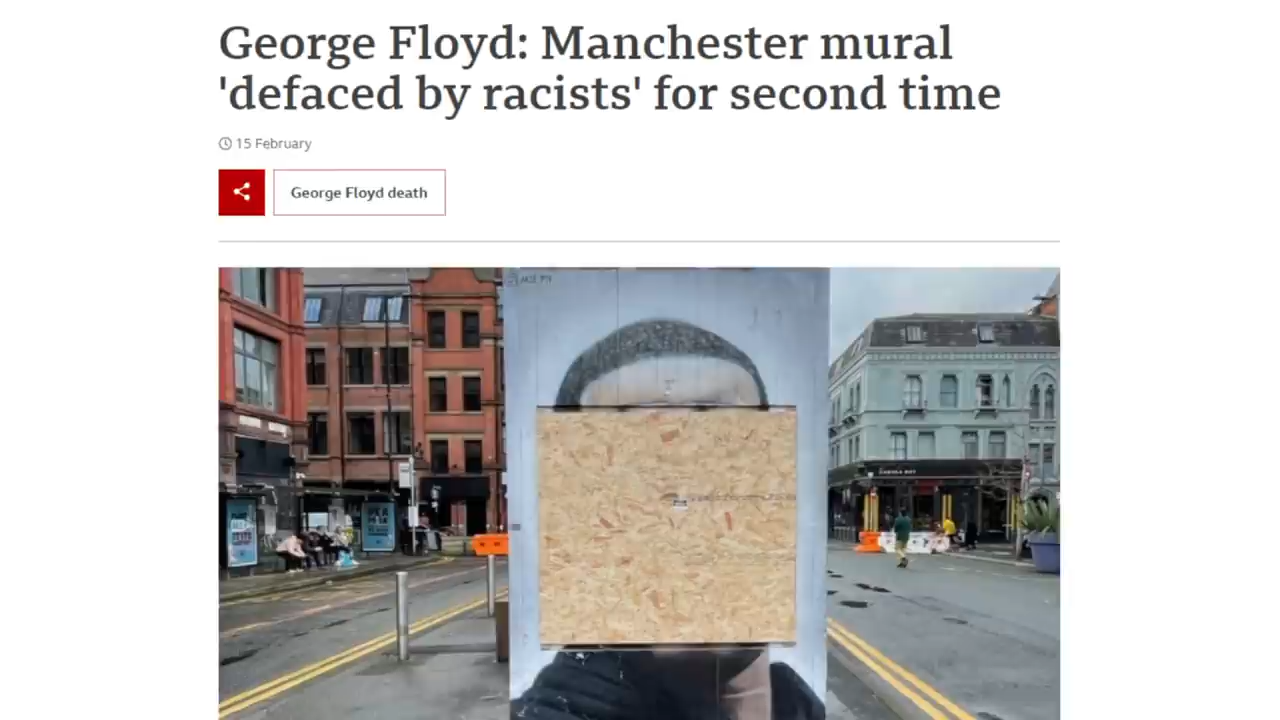 George Floyd: Manchester mural
'defaced by racists' for second time
15 February
George Floyd death